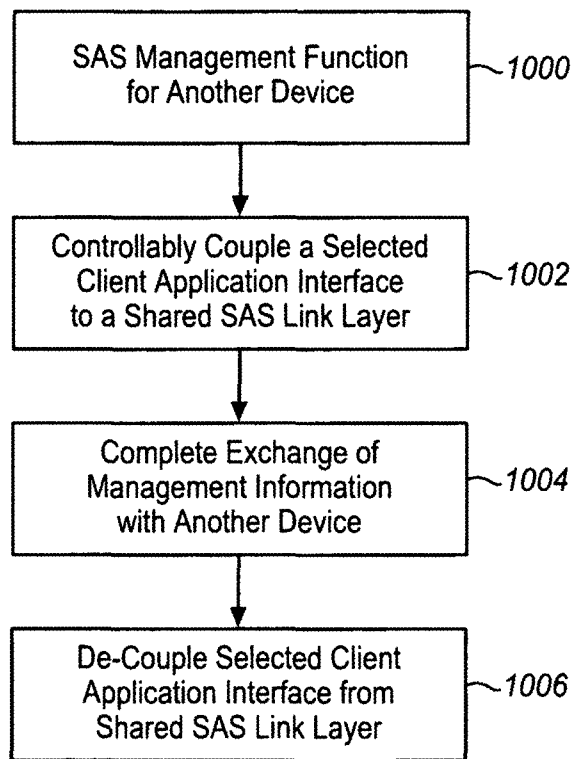 SAS Management Function
for Another Device
1000
Controllably Couple a Selected
Client Application Interface
to a Shared SAS Link Layer
1002
Complete Exchange of
Management Information
with Another Device
1004
De-Couple Selected Client
Application Interface from
Shared SAS Link Layer
1006